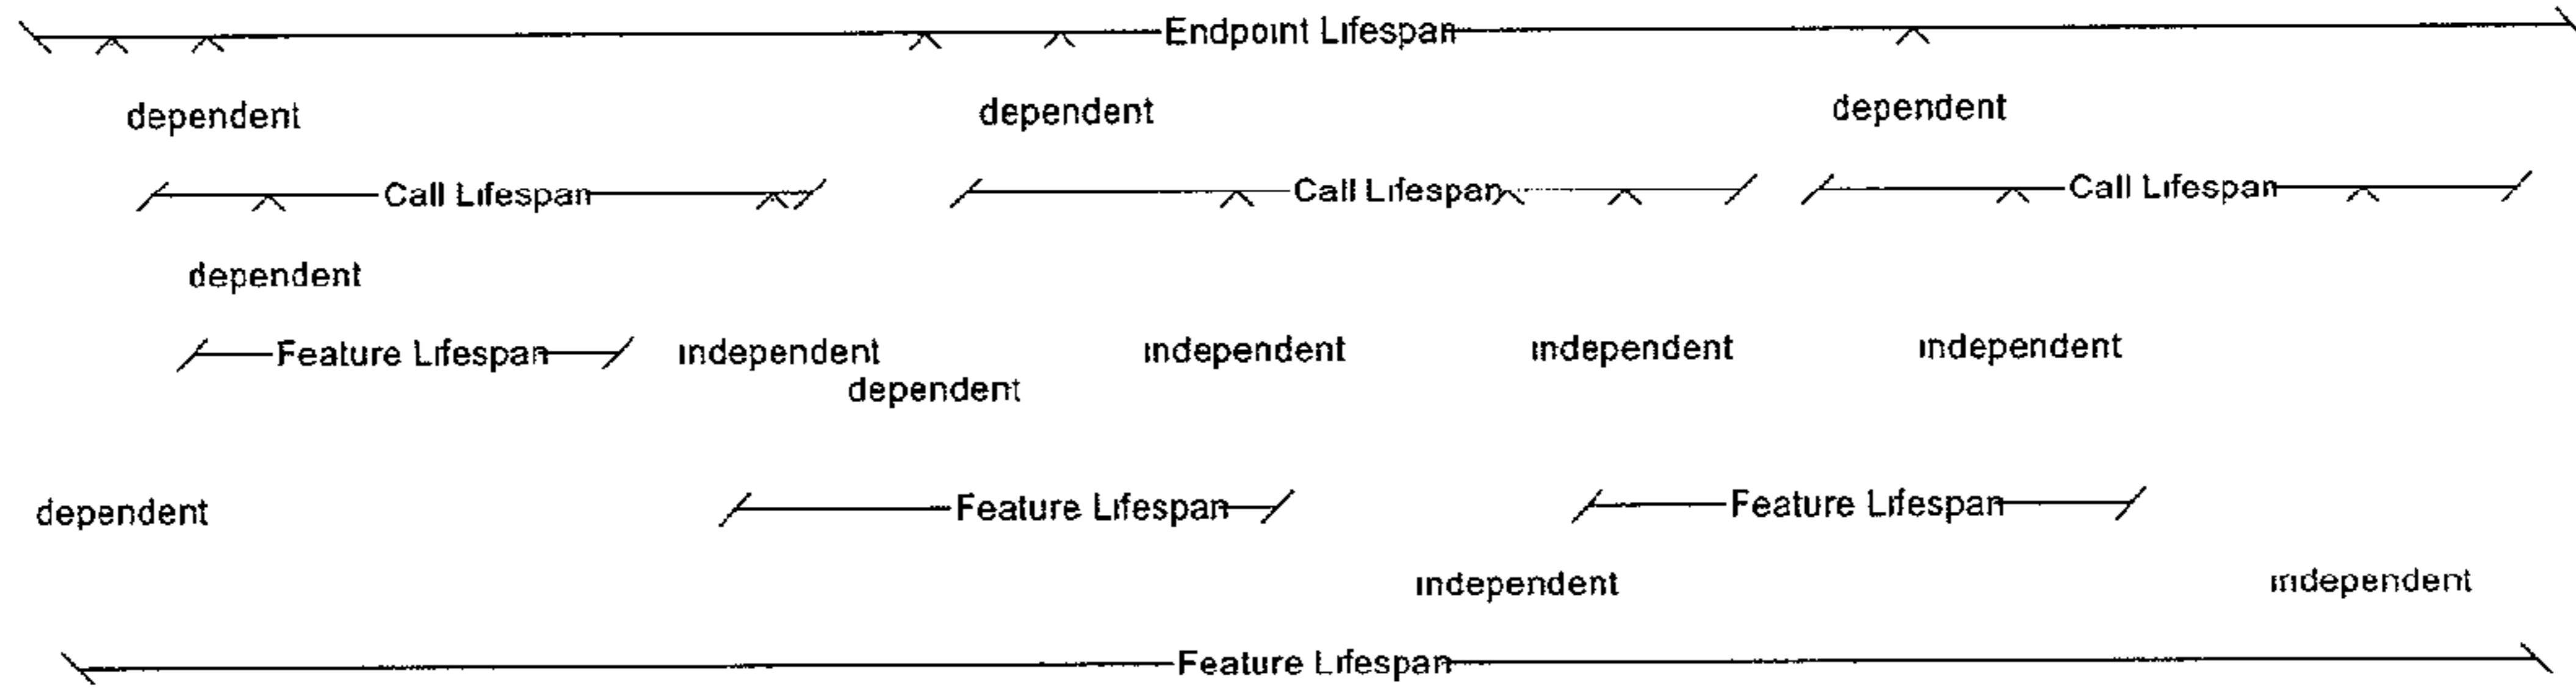 Endpoint Lifespan
dependent dependent dependent
Call Lifespan Call Lifespan Call Lifespan
dependent
Feature Lifespan independent independent independent independent
dependent
dependent Feature Lifespan Feature Lifespan
independent independent
Feature Lifespan